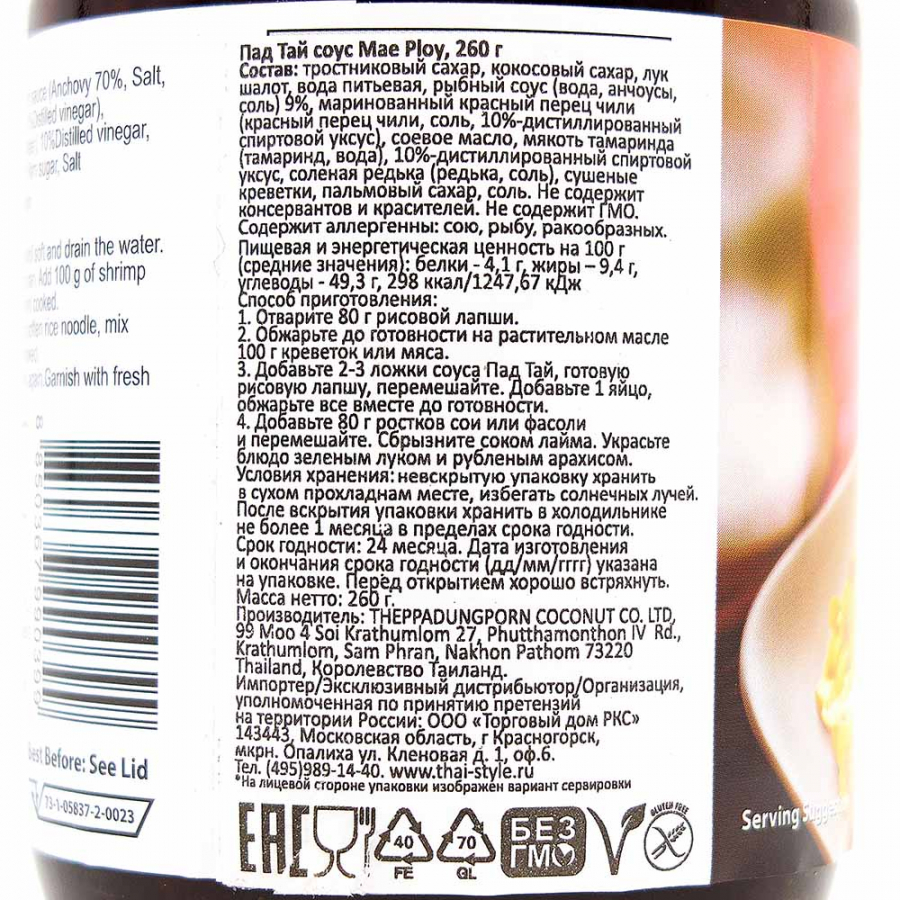 sauce (Anchovy 70%, Salt,
Distilled vinegar),
10%Distilled vinegar,
sugar, Salt
soft and drain the water.
Add 100 g of shrimp
cooked.
rice noodle, mix
Garnish with fresh
8 850367 990399
Best Before: See Lid
73-1-05837-2-0023
Пад Тай соус Mae Ploy, 260 г
Состав: тростниковый сахар, кокосовый сахар, лук
шалот, вода питьевая, рыбный соус (вода, анчоусы,
соль) 9%, маринованный красный перец чили
(красный перец чили, соль, 10%-дистиллированный
спиртовой уксус), соевое масло, мякоть тамаринда
(тамаринд, вода), 10%-дистиллированный спиртовой
уксус, соленая редька (редька, соль), сушеные
креветки, пальмовый сахар, соль. Не содержит
консервантов и красителей. Не содержит ГМО.
Содержит аллергены: сою, рыбу, ракообразных.
Пищевая и энергетическая ценность на 100 г
(средние значения): белки - 4,1 г, жиры – 9,4 г,
углеводы - 49,3 г, 298 ккал/1247,67 кДж
Способ приготовления:
1. Отварите 80 г рисовой лапши.
2. Обжарьте до готовности на растительном масле
100 г креветок или мяса.
3. Добавьте 2-3 ложки соуса Пад Тай, готовую
рисовую лапшу, перемешайте. Добавьте 1 яйцо,
обжарьте все вместе до готовности.
4. Добавьте 80 г ростков сои или фасоли
и перемешайте. Сбрызните соком лайма. Украсьте
блюдо зеленым луком и рубленым арахисом.
Условия хранения: невскрытую упаковку хранить
в сухом прохладнам месте, избегать солнечных лучей.
После вскрытия упаковки хранить в холодильнике
не более 1 месяца в пределах срока годности.
Срок годности: 24 месяца. Дата изготовления
и окончания срока годности (дд/мм/гггг) указана
на упаковке. Перед открытием хорошо встряхнуть.
Масса нетто: 260 г.
Производитель: THEPPADUNGPORN COCONUT CO. LTD,
99 Moo 4 Soi Krathumlom 27, Phutthamonthon IV Rd.,
Krathumlom, Sam Phran, Nakhon Pathom 73220
Thailand, Королевство Таиланд.
Импортер/Эксклюзивный дистрибьютор/Организация,
уполномоченная по принятию претензий
на территории России: ООО «Торговый дом РКС»
143443, Московская область, г Красногорск,
мкрн. Опалиха ул. Кленовая д. 1, оф.6.
Тел. (495)989-14-40. www.thai-style.ru
*На лицевой стороне упаковки изображен вариант сервировки
EAC
40
FE
70
GL
БЕЗ
ГМО
GLUTEN FREE
Serving